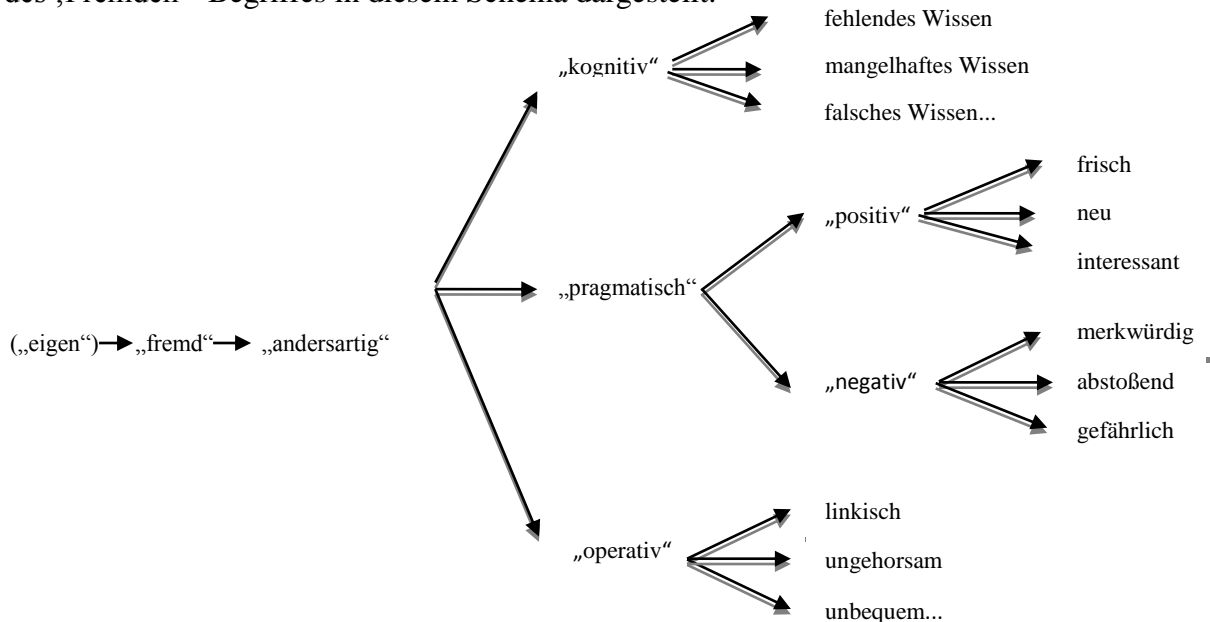 des ‚Fremden“ Begriffes in diesem Schema dargestellt:
fehlendes Wissen
„kognitiv“
mangelhaftes Wissen
falsches Wissen...
frisch
„positiv“
neu
interessant
„pragmatisch“
(„eigen“) „fremd“ „andersartig“
merkwürdig
„negativ“
abstoßend
gefährlich
linkisch
„operativ“
ungehorsam
unbequem...